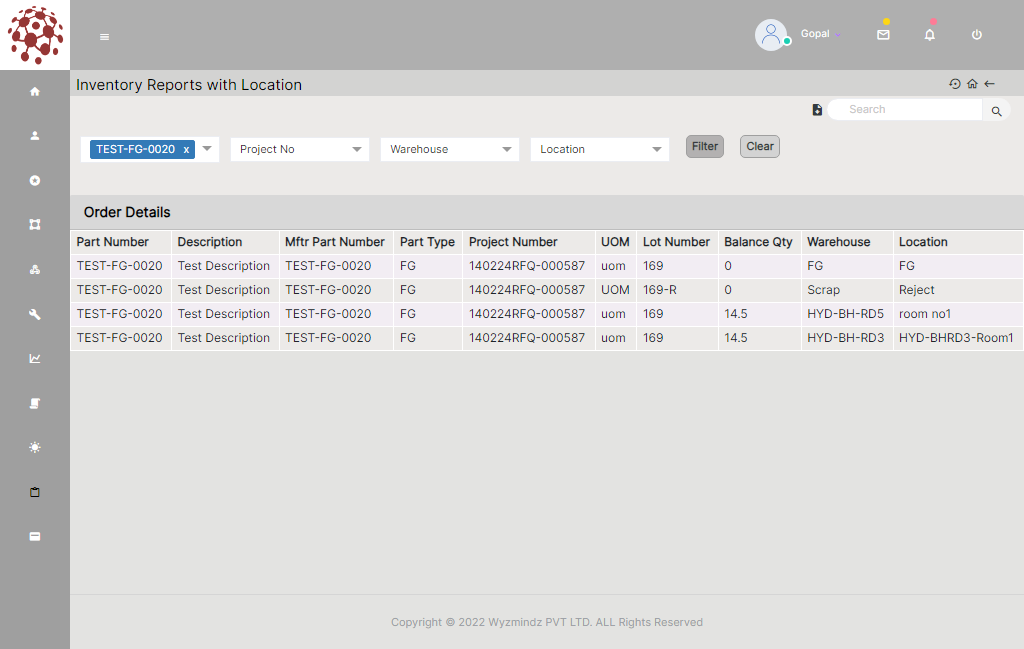 Gopal
Inventory Reports with Location
Search
TEST-FG-0020 x Project No Warehouse Location Filter Clear
Order Details
Part Number Description Mftr Part Number Part Type Project Number UOM Lot Number Balance Qty Warehouse Location
TEST-FG-0020 Test Description TEST-FG-0020 FG 140224RFQ-000587 uom 169 0 FG FG
TEST-FG-0020 Test Description TEST-FG-0020 FG 140224RFQ-000587 UOM 169-R 0 Scrap Reject
TEST-FG-0020 Test Description TEST-FG-0020 FG 140224RFQ-000587 uom 169 14.5 HYD-BH-RD5 room no1
TEST-FG-0020 Test Description TEST-FG-0020 FG 140224RFQ-000587 uom 169 14.5 HYD-BH-RD3 HYD-BHRD3-Room1
Copyright © 2022 Wyzmindz PVT LTD. ALL Rights Reserved